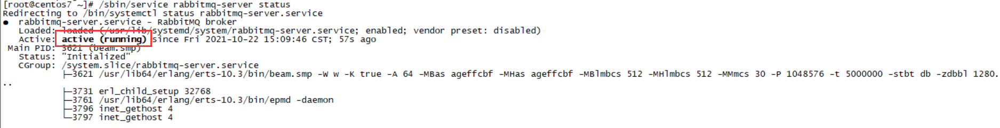 [root@centos7 ~]# /sbin/service rabbitmq-server status
Redirecting to /bin/systemctl status rabbitmq-server.service
● rabbitmq-server.service - RabbitMQ broker
Loaded: loaded (/usr/lib/systemd/system/rabbitmq-server.service; enabled; vendor preset: disabled)
Active: active (running) since Fri 2021-10-22 15:09:46 CST; 57s ago
Main PID: 3621 (beam.smp)
Status: "Initialized"
CGroup: /system.slice/rabbitmq-server.service
├─3621 /usr/lib64/erlang/erts-10.3/bin/beam.smp -W w -K true -A 64 -MBas ageffcbf -MHas ageffcbf -MBlmbcs 512 -MHlmbcs 512 -MMmcs 30 -P 1048576 -t 5000000 -stbt db -zdbbl 1280.
..
├─3731 erl_child_setup 32768
├─3761 /usr/lib64/erlang/erts-10.3/bin/epmd -daemon
├─3796 inet_gethost 4
└─3797 inet_gethost 4